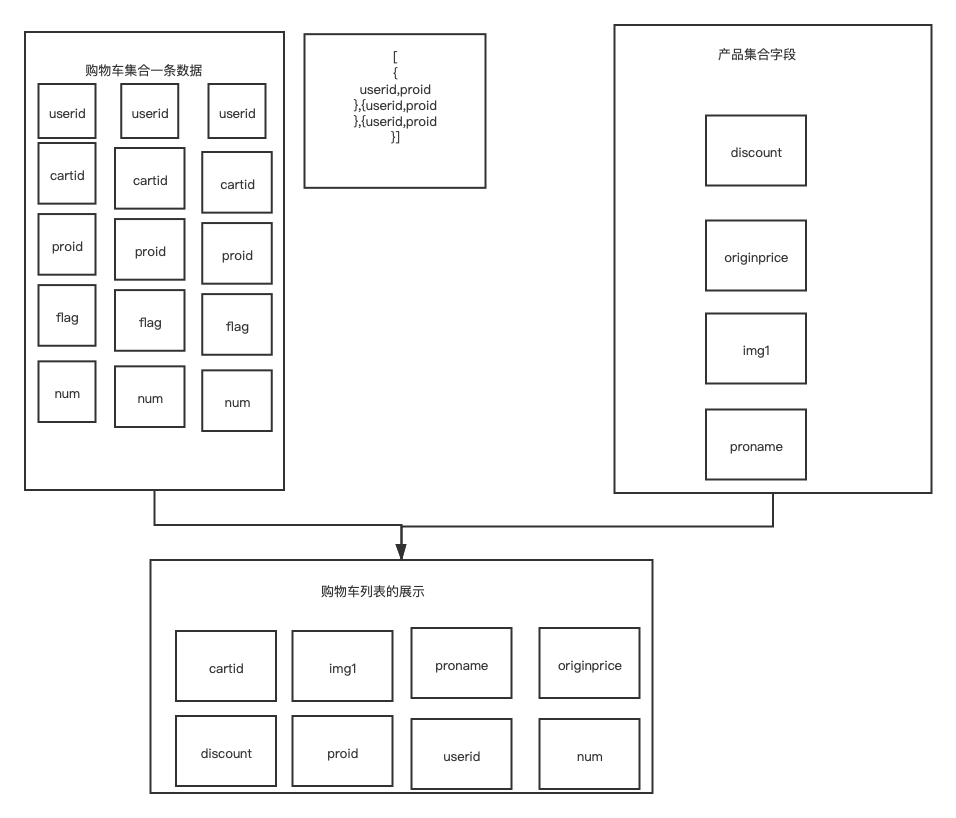 购物车集合一条数据
userid
userid
userid
cartid
cartid
cartid
proid
proid
proid
flag
flag
flag
num
num
num
[
{
userid,proid
},{userid,proid
},{userid,proid
}]
产品集合字段
discount
originprice
img1
proname
购物车列表的展示
cartid
img1
proname
originprice
discount
proid
userid
num